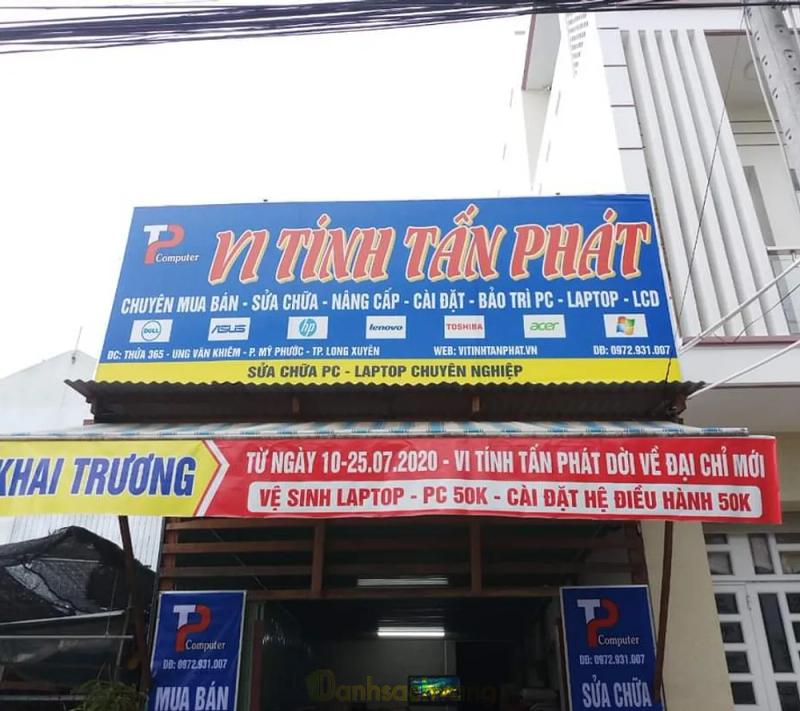 TP Computer
VI TÍNH TẤN PHÁT
CHUYÊN MUA BÁN - SỬA CHỮA - NÂNG CẤP - CÀI ĐẶT - BẢO TRÌ PC - LAPTOP - LCD
DELL ASUS hp lenovo TOSHIBA acer
ĐC: THỬA 365 - UNG VĂN KHIÊM - P. MỸ PHƯỚC - TP. LONG XUYÊN WEB: VITINHTANPHAT.VN DĐ: 0972.931.007
SỬA CHỮA PC - LAPTOP CHUYÊN NGHIỆP
KHAI TRƯƠNG
TỪ NGÀY 10-25.07.2020 - VI TÍNH TẤN PHÁT DỜI VỀ ĐẠI CHỈ MỚI
VỆ SINH LAPTOP - PC 50K - CÀI ĐẶT HỆ ĐIỀU HÀNH 50K
TP Computer
DĐ: 0972.931.007
MUA BÁN
TP Computer
DĐ: 0972.931.007
SỬA CHỮA